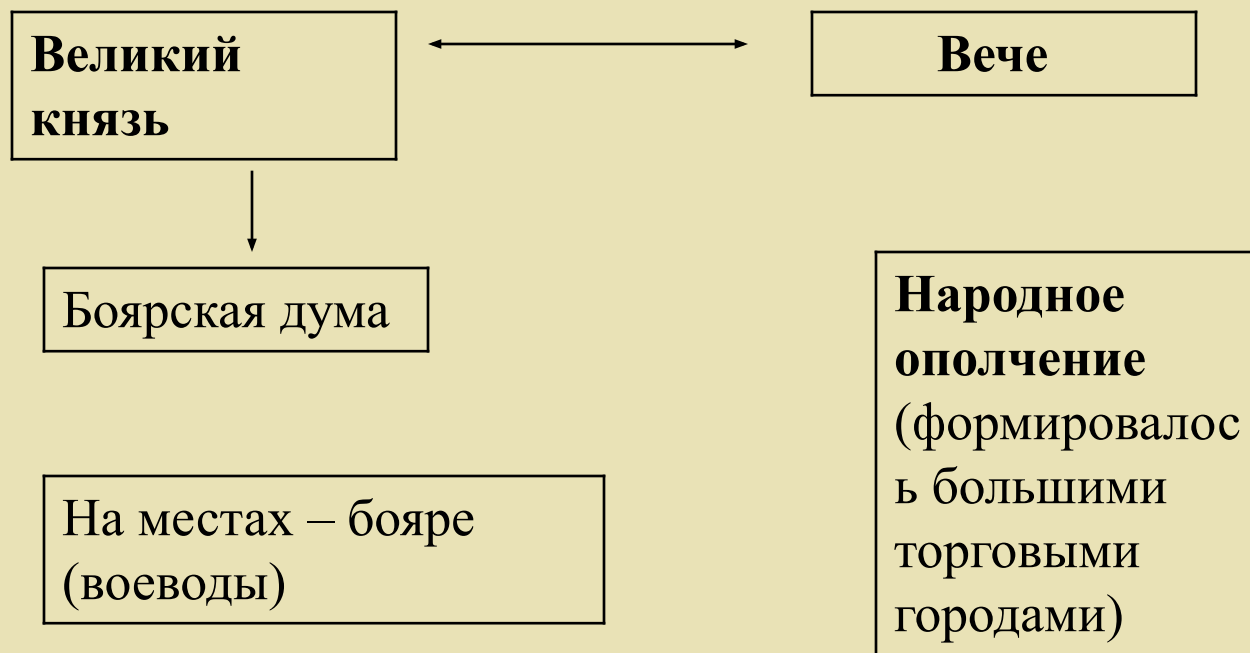 Великий
князь
Вече
Боярская дума
Народное
ополчение
(формировалос
ь большими
торговыми
городами)
На местах – бояре
(воеводы)